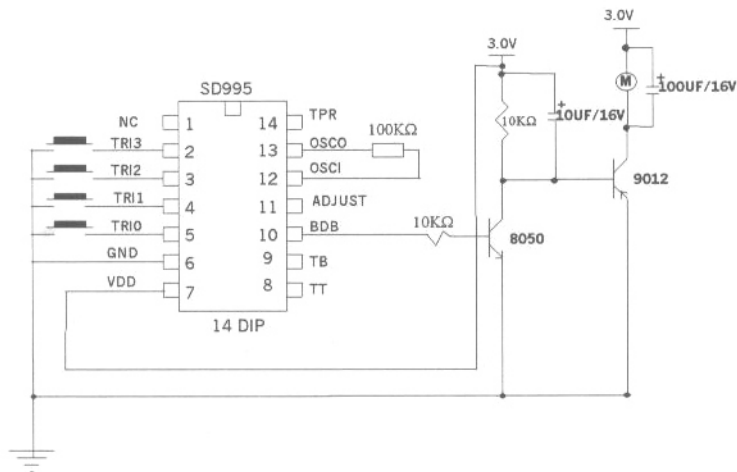 3.0V
3.0V
SD995
M
100UF/16V
NC 1 14 TPR
10KΩ 10UF/16V
TRI3 2 13 OSCO 100KΩ
TRI2 3 12 OSCI
9012
TRI1 4 11 ADJUST
TRI0 5 10 BDB 10KΩ
8050
GND 6 9 TB
VDD 7 8 TT
14 DIP